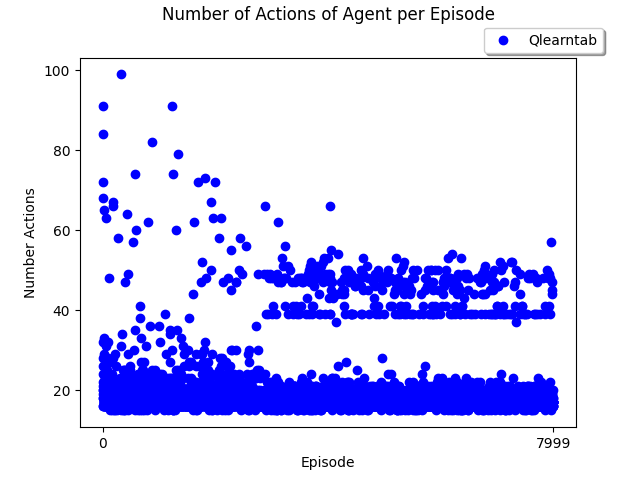 Number of Actions of Agent per Episode
Qlearntab
100
80
60
40
20
Number Actions
0
7999
Episode